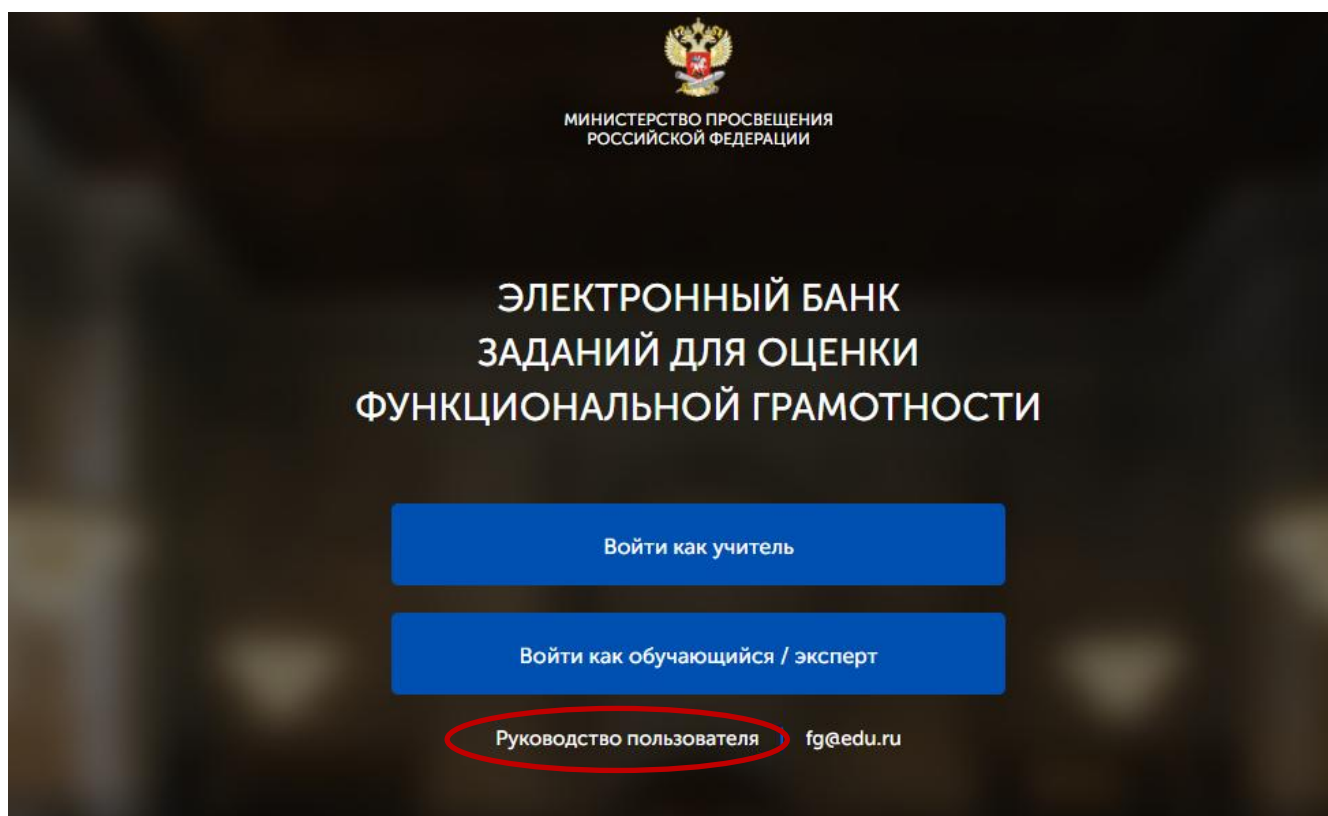 МИНИСТЕРСТВО ПРОСВЕЩЕНИЯ
РОССИЙСКОЙ ФЕДЕРАЦИИ
ЭЛЕКТРОННЫЙ БАНК
ЗАДАНИЙ ДЛЯ ОЦЕНКИ
ФУНКЦИОНАЛЬНОЙ ГРАМОТНОСТИ
Войти как учитель
Войти как обучающийся / эксперт
Руководство пользователя | fg@edu.ru